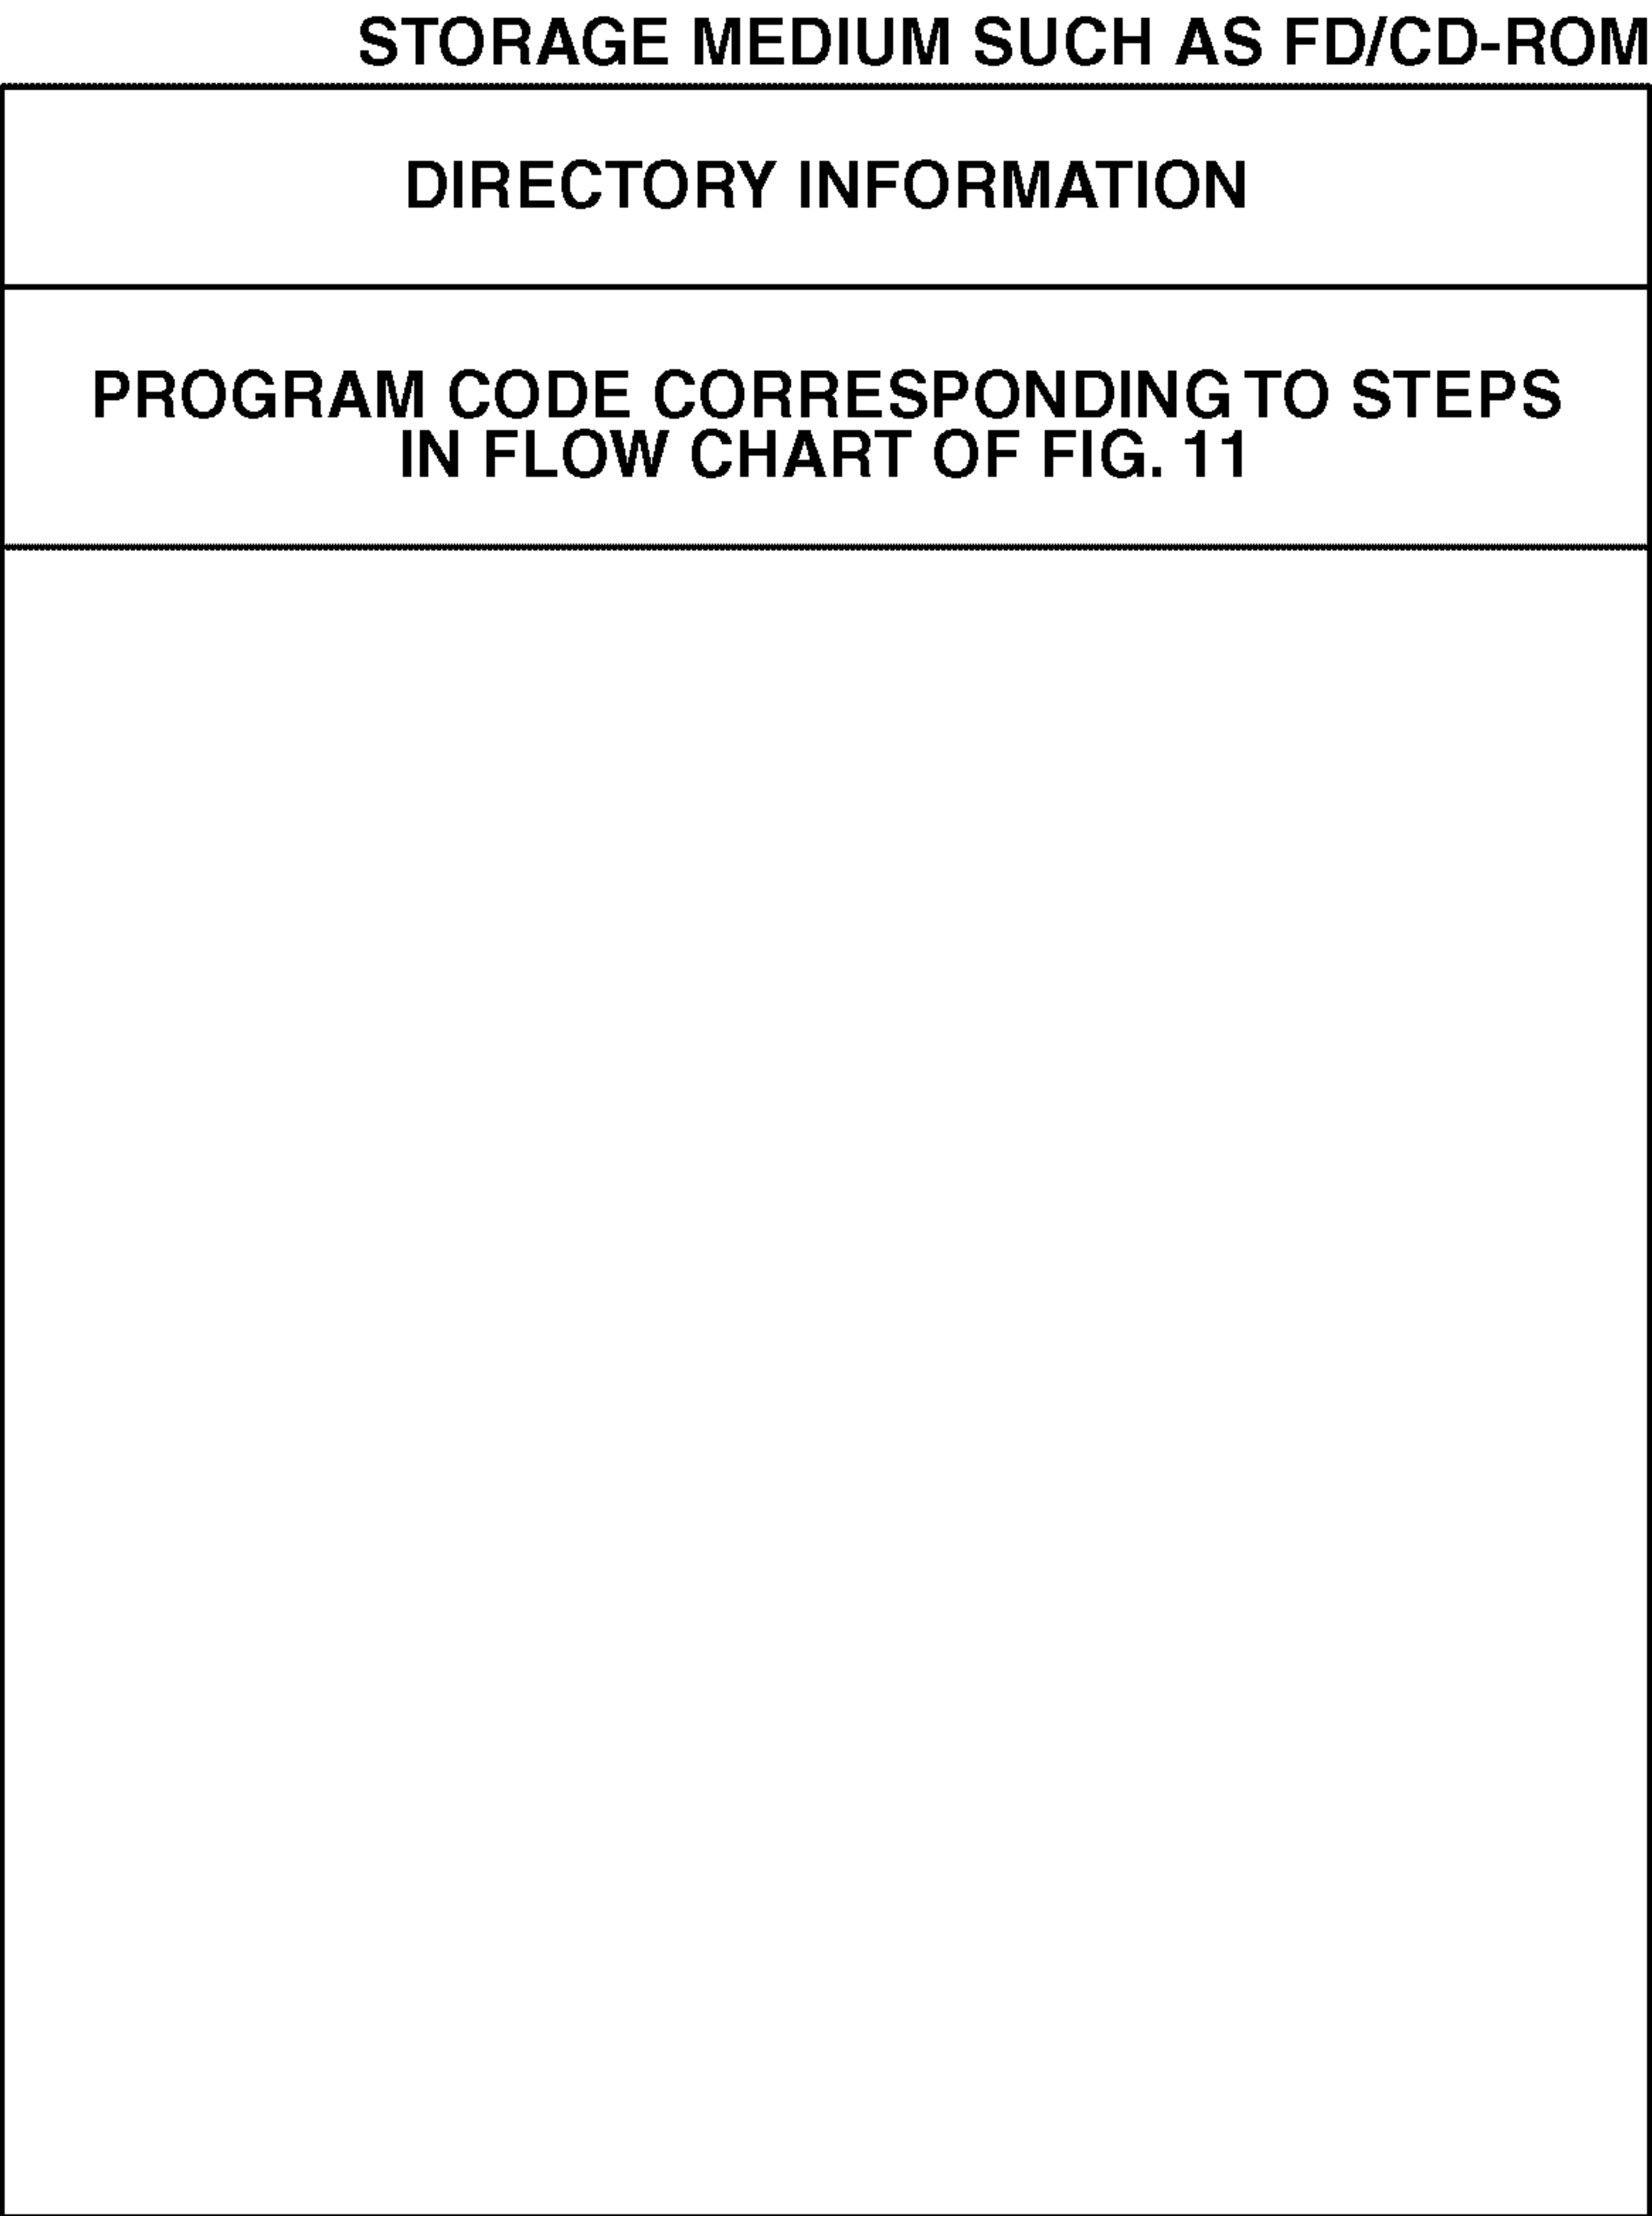 STORAGE MEDIUM SUCH AS FD/CD-ROM
DIRECTORY INFORMATION
PROGRAM CODE CORRESPONDING TO STEPS
IN FLOW CHART OF FIG. 11